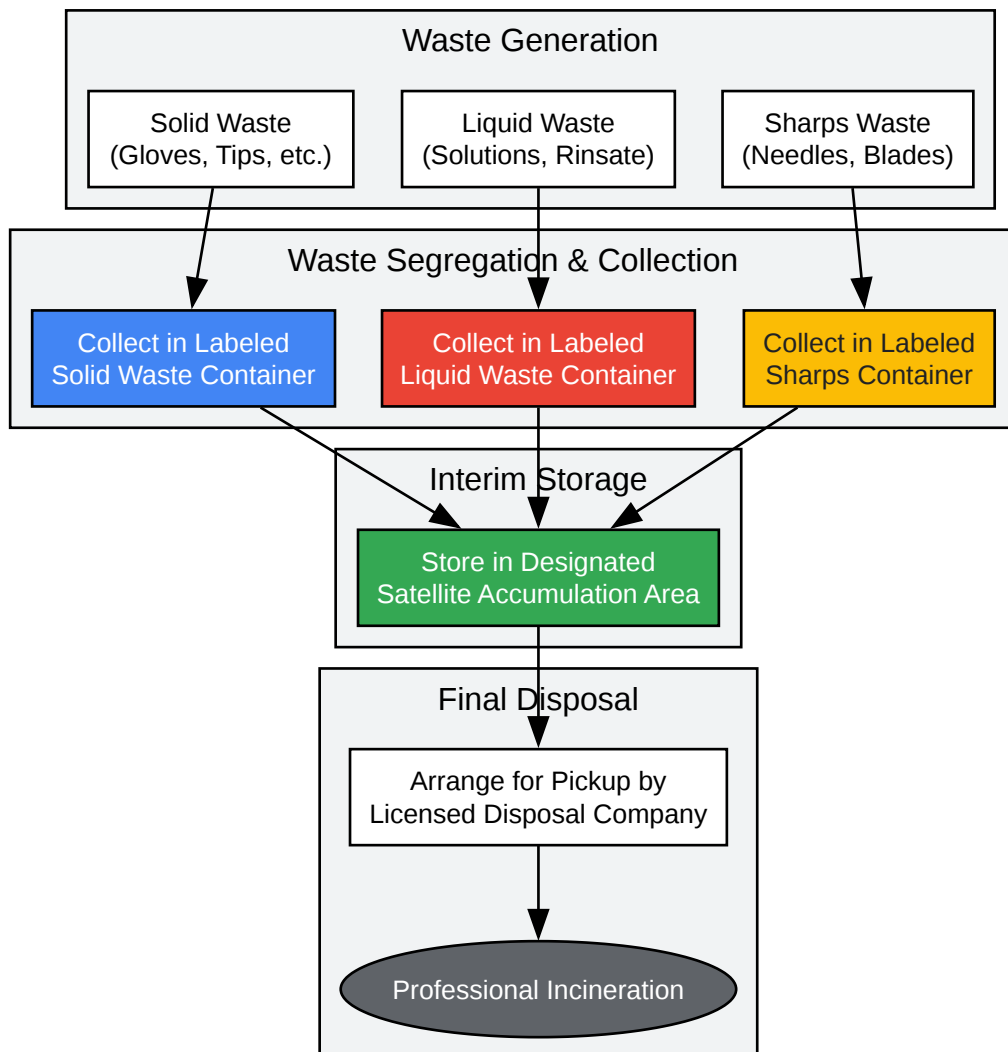 Waste Generation
Solid Waste
(Gloves, Tips, etc.)
Liquid Waste
(Solutions, Rinsate)
Sharps Waste
(Needles, Blades)
Waste Segregation & Collection
Collect in Labeled
Solid Waste Container
Collect in Labeled
Liquid Waste Container
Collect in Labeled
Sharps Container
Interim Storage
Store in Designated
Satellite Accumulation Area
Final Disposal
Arrange for Pickup by
Licensed Disposal Company
Professional Incineration